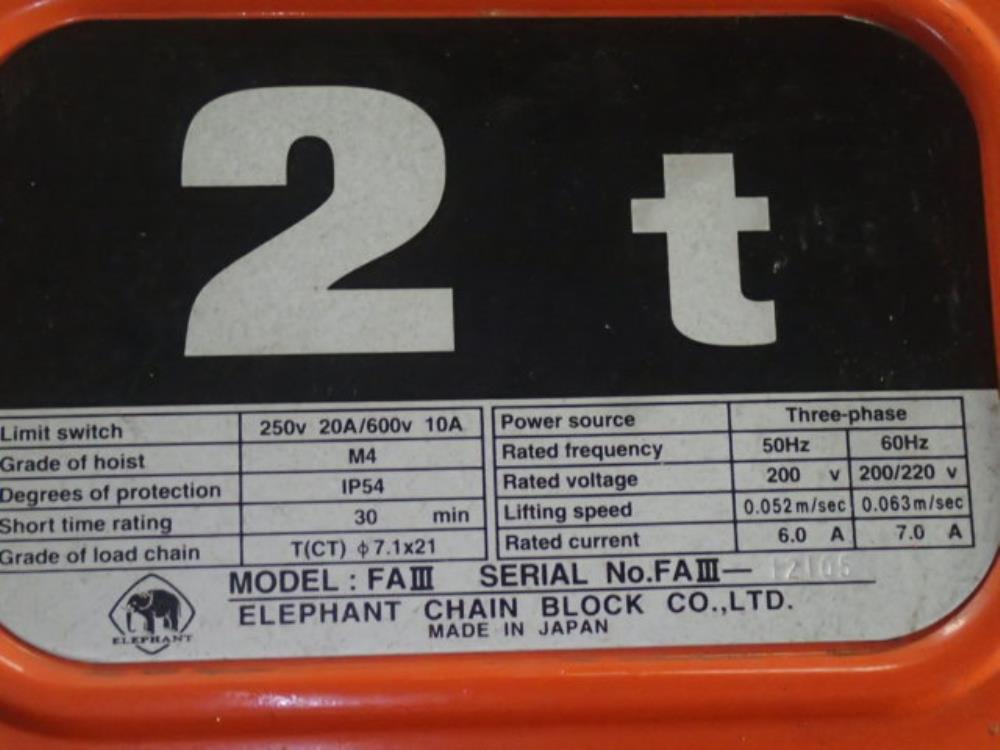 2 t
Limit switch 250v 20A/600v 10A
Grade of hoist M4
Degrees of protection IP54
Short time rating 30 min
Grade of load chain T(CT) ϕ7.1x21
Power source Three-phase
Rated frequency 50Hz 60Hz
Rated voltage 200 v 200/220 v
Lifting speed 0.052m/sec 0.063m/sec
Rated current 6.0 A 7.0 A
MODEL : FAⅢ SERIAL No.FAⅢ—
ELEPHANT CHAIN BLOCK CO.,LTD.
MADE IN JAPAN
ELEPHANT